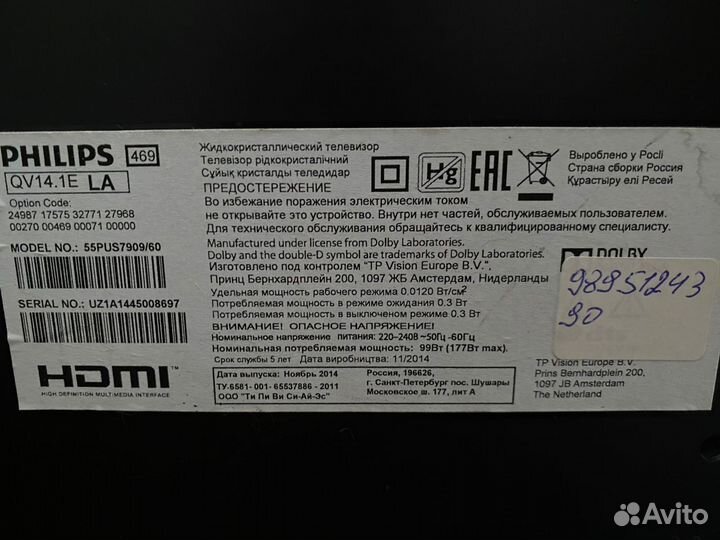 PHILIPS 469
QV14.1E LA
Option Code:
24987 17575 32771 27968
00270 00469 00071 00000
MODEL NO.: 55PUS7909/60
SERIAL NO.: UZ1A1445008697
HDMI™
HIGH DEFINITION MULTIMEDIA INTERFACE
Жидкокристаллический телевизор
Телевізор рідкокристалічний
Сұйық кристалды теледидар
ПРЕДОСТЕРЕЖЕНИЕ
Hg
EAC
Вироблено у Росії
Страна сборки Россия
Құрастыру елі Ресей
Во избежание поражения электрическим током
не открывайте это устройство. Внутри нет частей, обслуживаемых пользователем.
Для технического обслуживания обращайтесь к квалифицированному специалисту.
Manufactured under license from Dolby Laboratories.
Dolby and the double-D symbol are trademarks of Dolby Laboratories.
DOLBY
Изготовлено под контролем "TP Vision Europe B.V.",
Принц Бернхардплейн 200, 1097 ЖБ Амстердам, Нидерланды
Удельная мощность рабочего режима 0.0120 Вт/см²
Потребляемая мощность в режиме ожидания 0.3 Вт
Потребляемая мощность в выключеном режиме 0.3 Вт
ВНИМАНИЕ! ОПАСНОЕ НАПРЯЖЕНИЕ!
Номинальное напряжение питания: 220–240В ~50Гц -60Гц
Номинальная потребляемая мощность: 99Вт (177Вт max).
Срок службы 5 лет Дата виробництва: 11/2014
98951243
90
Дата выпуска: Ноябрь 2014
ТУ-6581- 001- 65537886 - 2011
ООО "Ти Пи Ви Си-Ай-Эс"
Россия, 196626,
г. Санкт-Петербург пос. Шушары
Московское ш. 177, лит А
TP Vision Europe B.V.
Prins Bernhardplein 200,
1097 JB Amsterdam
The Netherland
Avito